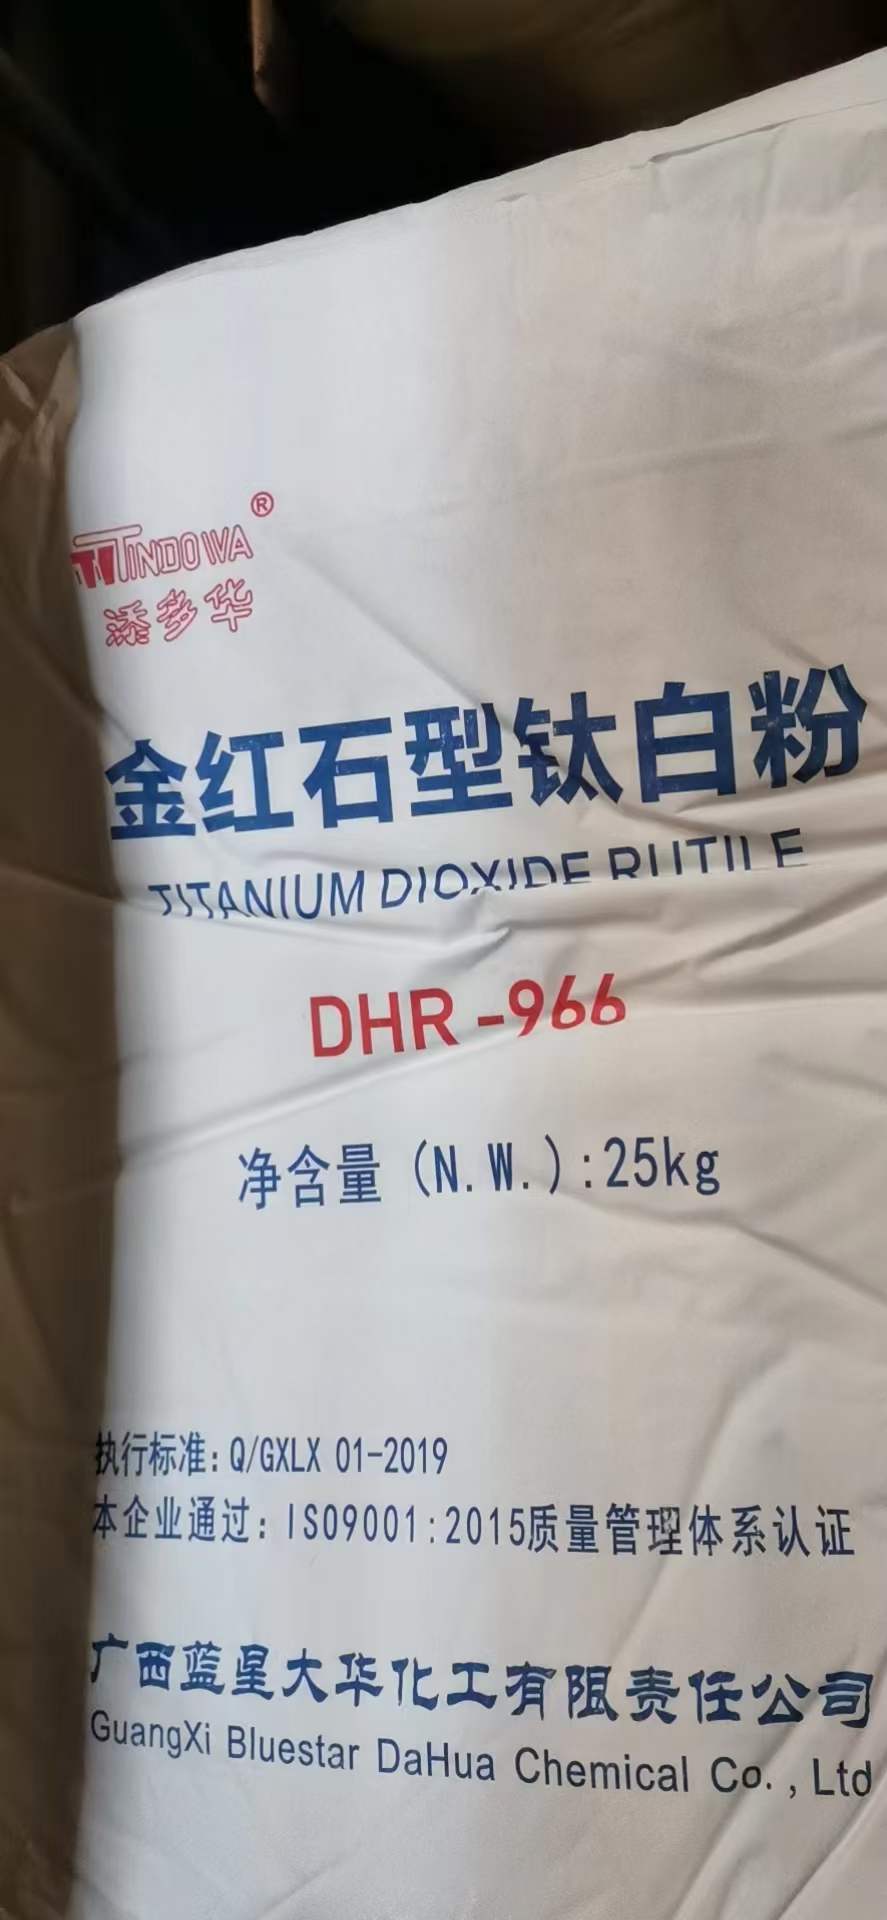 TINDOWA®
添多华
金红石型钛白粉
TITANIUM DIOXIDE RUTILE
DHR-966
净含量(N.W.):25kg
执行标准: Q/GXLX 01-2019
本企业通过: ISO9001:2015质量管理体系认证
广西蓝星大华化工有限责任公司
GuangXi Bluestar DaHua Chemical Co., Ltd